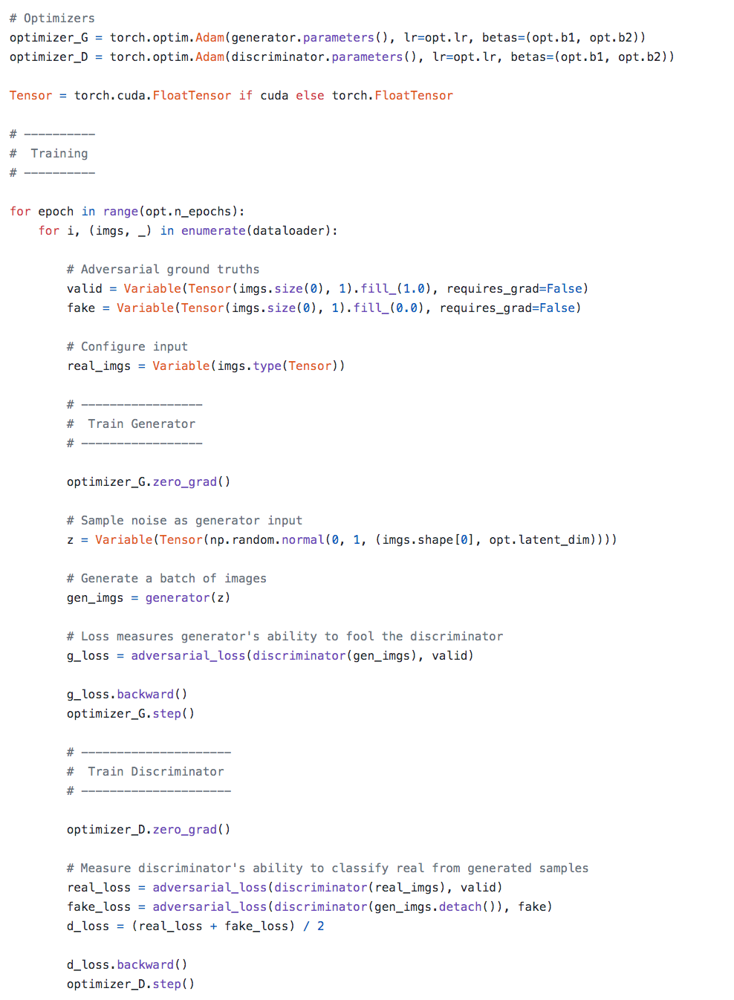 # Optimizers
optimizer_G = torch.optim.Adam(generator.parameters(), lr=opt.lr, betas=(opt.b1, opt.b2))
optimizer_D = torch.optim.Adam(discriminator.parameters(), lr=opt.lr, betas=(opt.b1, opt.b2))

Tensor = torch.cuda.FloatTensor if cuda else torch.FloatTensor

# ----------
#  Training
# ----------

for epoch in range(opt.n_epochs):
    for i, (imgs, _) in enumerate(dataloader):

        # Adversarial ground truths
        valid = Variable(Tensor(imgs.size(0), 1).fill_(1.0), requires_grad=False)
        fake = Variable(Tensor(imgs.size(0), 1).fill_(0.0), requires_grad=False)

        # Configure input
        real_imgs = Variable(imgs.type(Tensor))

        # -----------------
        #  Train Generator
        # -----------------

        optimizer_G.zero_grad()

        # Sample noise as generator input
        z = Variable(Tensor(np.random.normal(0, 1, (imgs.shape[0], opt.latent_dim))))

        # Generate a batch of images
        gen_imgs = generator(z)

        # Loss measures generator's ability to fool the discriminator
        g_loss = adversarial_loss(discriminator(gen_imgs), valid)

        g_loss.backward()
        optimizer_G.step()

        # ---------------------
        #  Train Discriminator
        # ---------------------

        optimizer_D.zero_grad()

        # Measure discriminator's ability to classify real from generated samples
        real_loss = adversarial_loss(discriminator(real_imgs), valid)
        fake_loss = adversarial_loss(discriminator(gen_imgs.detach()), fake)
        d_loss = (real_loss + fake_loss) / 2

        d_loss.backward()
        optimizer_D.step()